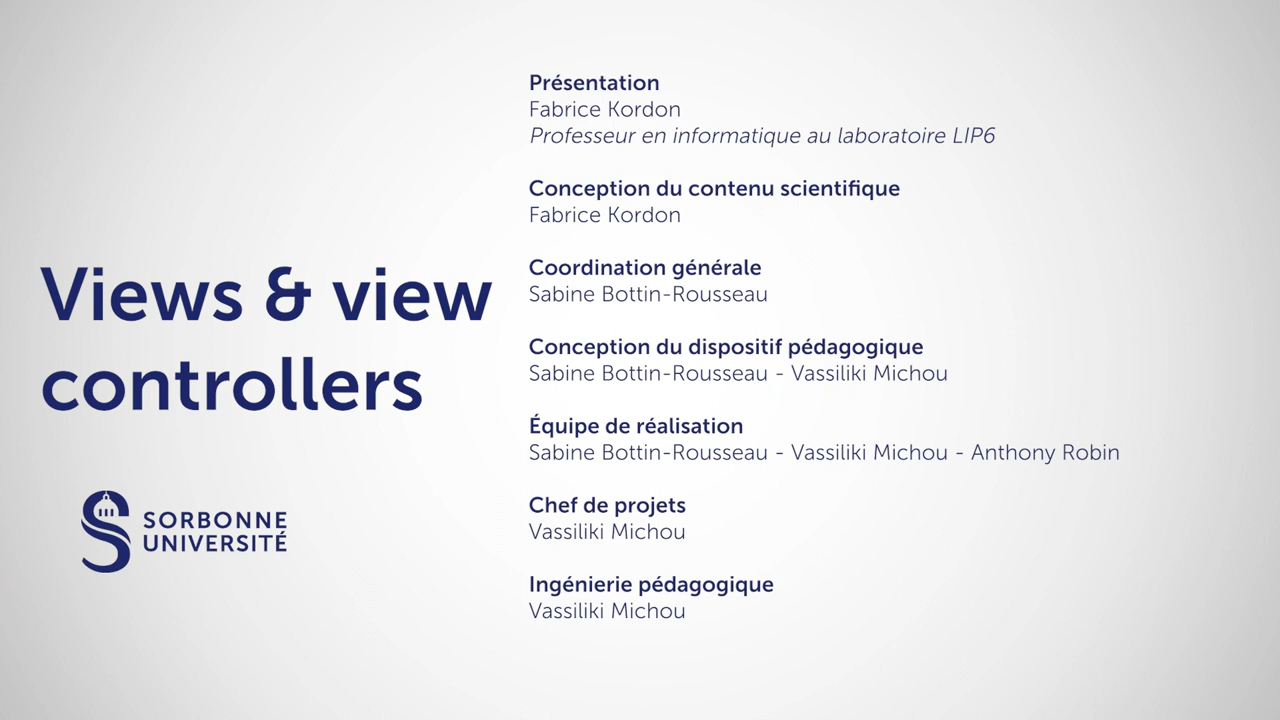 Views & view
controllers
SORBONNE
UNIVERSITÉ
Présentation
Fabrice Kordon
Professeur en informatique au laboratoire LIP6
Conception du contenu scientifique
Fabrice Kordon
Coordination générale
Sabine Bottin-Rousseau
Conception du dispositif pédagogique
Sabine Bottin-Rousseau - Vassiliki Michou
Équipe de réalisation
Sabine Bottin-Rousseau - Vassiliki Michou - Anthony Robin
Chef de projets
Vassiliki Michou
Ingénierie pédagogique
Vassiliki Michou